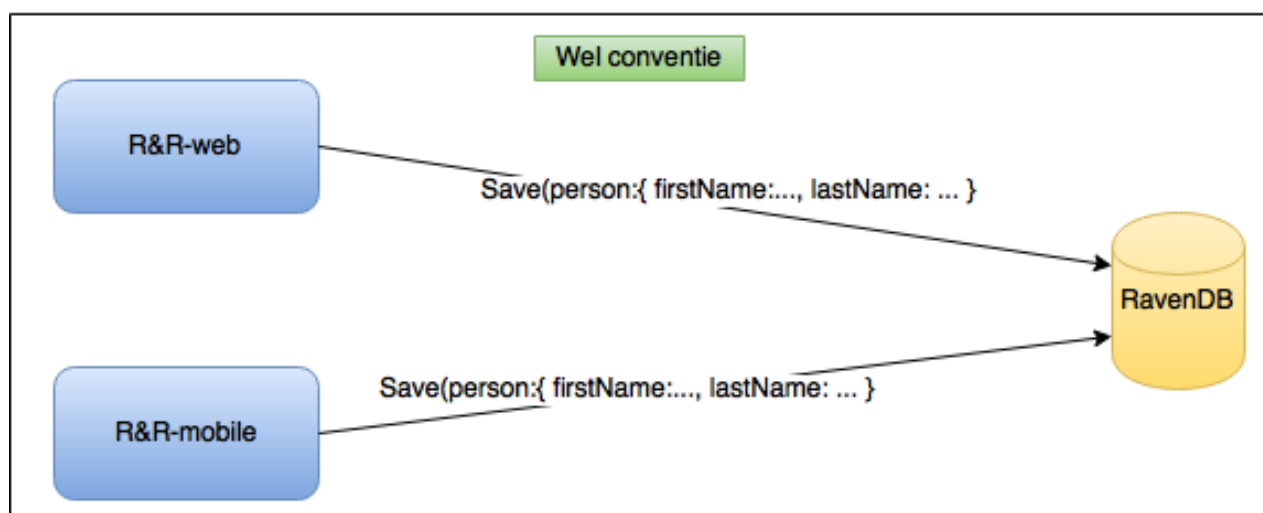 Wel conventie
R&R-web
Save(person:{ firstName:..., lastName: ... }
RavenDB
Save(person:{ firstName:..., lastName: ... }
R&R-mobile